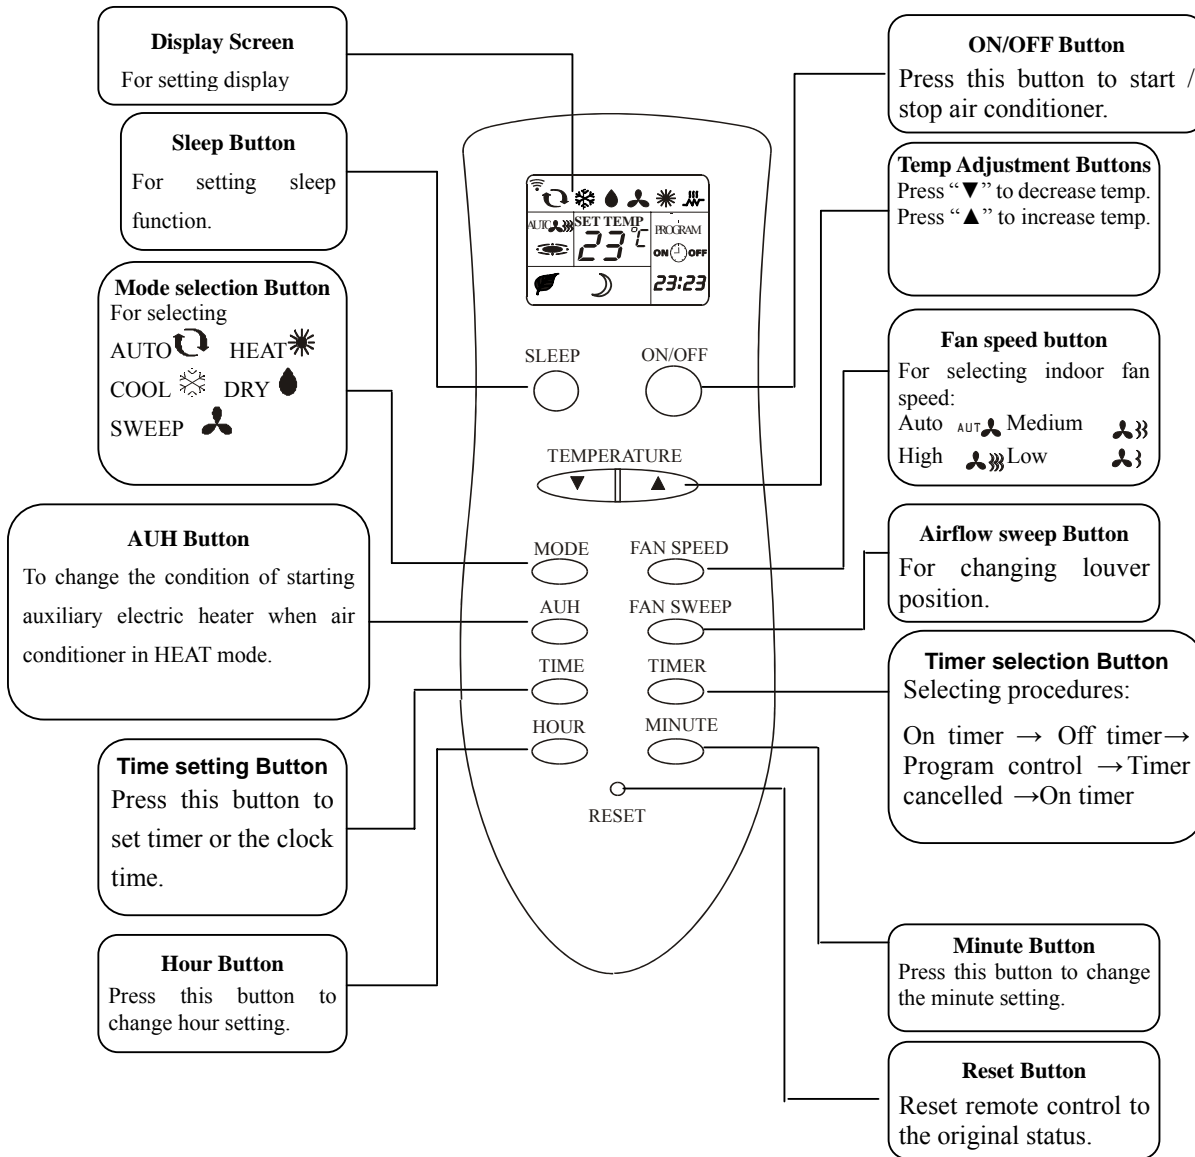 Display Screen
For setting display
Sleep Button
For setting sleep
function.
Mode selection Button
For selecting
AUTO HEAT
COOL DRY
SWEEP
AUH Button
To change the condition of starting
auxiliary electric heater when air
conditioner in HEAT mode.
Time setting Button
Press this button to
set timer or the clock
time.
Hour Button
Press this button to
change hour setting.
AUTO SET TEMP PROGRAM
23 °C ON OFF
23:23
SLEEP ON/OFF
TEMPERATURE
▼ ▲
MODE FAN SPEED
AUH FAN SWEEP
TIME TIMER
HOUR MINUTE
RESET
ON/OFF Button
Press this button to start /
stop air conditioner.
Temp Adjustment Buttons
Press “▼” to decrease temp.
Press “▲” to increase temp.
Fan speed button
For selecting indoor fan
speed:
Auto AUT Medium
High Low
Airflow sweep Button
For changing louver
position.
Timer selection Button
Selecting procedures:
On timer → Off timer→
Program control →Timer
cancelled →On timer
Minute Button
Press this button to change
the minute setting.
Reset Button
Reset remote control to
the original status.